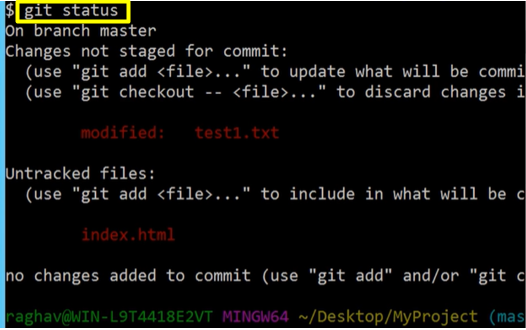 $ git status
On branch master
Changes not staged for commit:
(use "git add <file>..." to update what will be commi
(use "git checkout -- <file>..." to discard changes i
modified: test1.txt
Untracked files:
(use "git add <file>..." to include in what will be c
index.html
no changes added to commit (use "git add" and/or "git c
raghav@WIN-L9T4418E2VT MINGW64 ~/Desktop/MyProject (mas